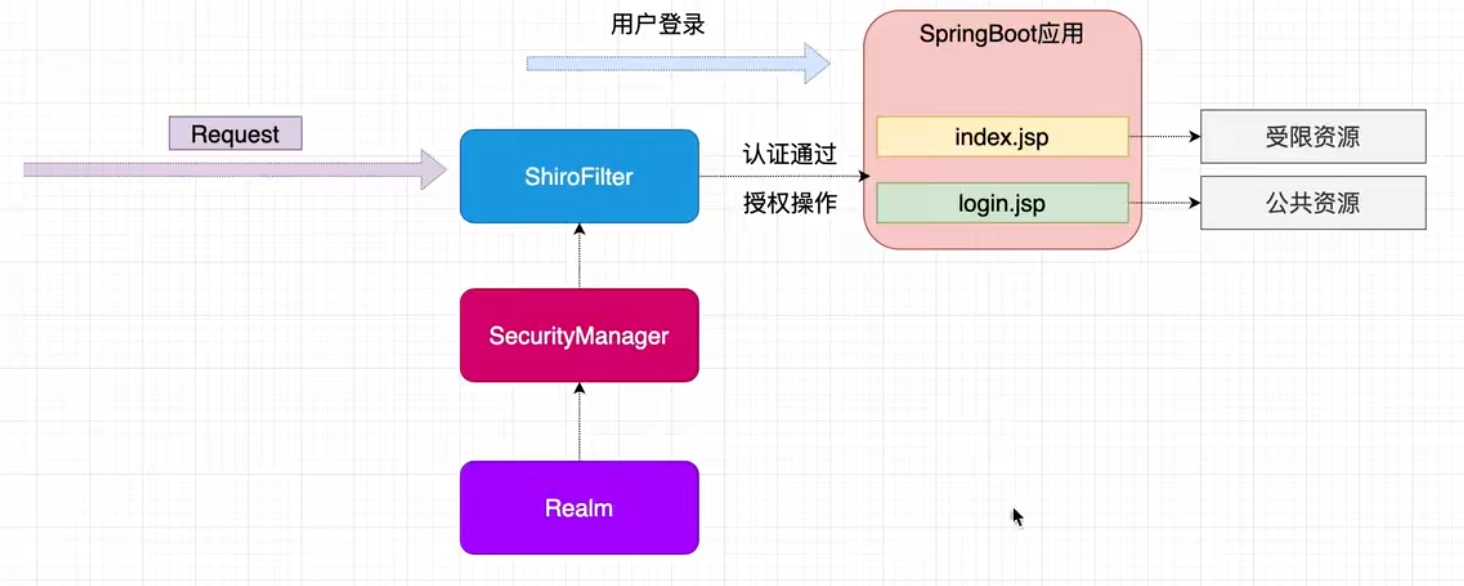 用户登录
SpringBoot应用
Request
index.jsp
受限资源
ShiroFilter
认证通过
授权操作
login.jsp
公共资源
SecurityManager
Realm